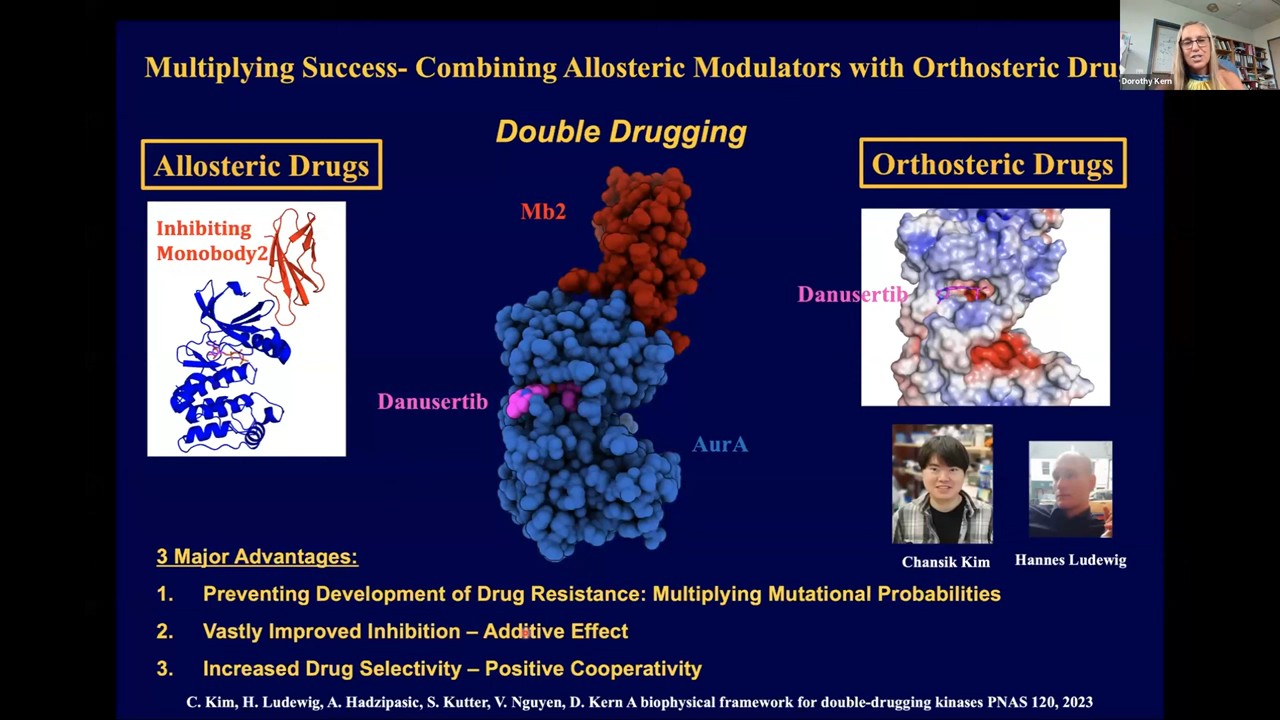 Multiplying Success- Combining Allosteric Modulators with Orthosteric Dru
Dorothy Kern
Double Drugging
Allosteric Drugs
Orthosteric Drugs
Inhibiting
Monobody2
Mb2
Danusertib
Danusertib
AurA
Chansik Kim
Hannes Ludewig
3 Major Advantages:
1. Preventing Development of Drug Resistance: Multiplying Mutational Probabilities
2. Vastly Improved Inhibition – Additive Effect
3. Increased Drug Selectivity – Positive Cooperativity
C. Kim, H. Ludewig, A. Hadzipasic, S. Kutter, V. Nguyen, D. Kern A biophysical framework for double-drugging kinases PNAS 120, 2023